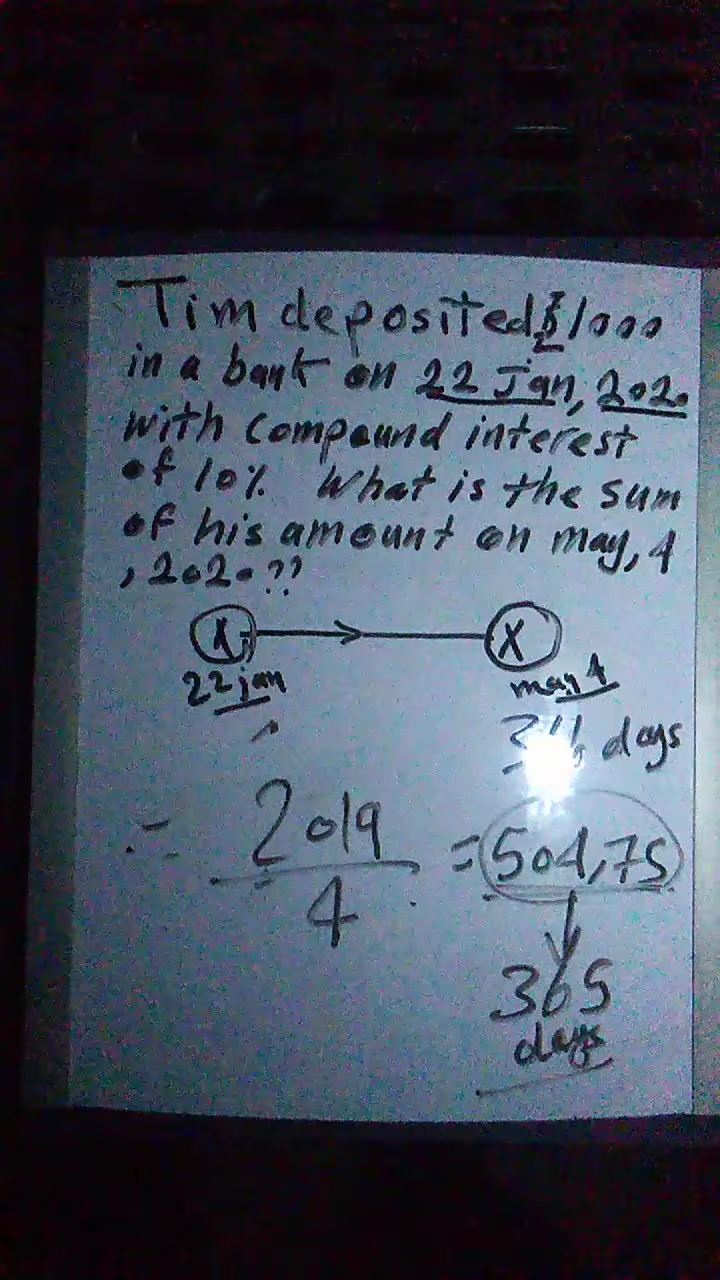 Tim deposited $1000
in a bank on 22 Jan, 2020
with compound interest
of 10% What is the sum
of his amount on may, 4
, 2020??
X X
22 jan may 4
days
∴ 2019 = 504,75
4
365
days